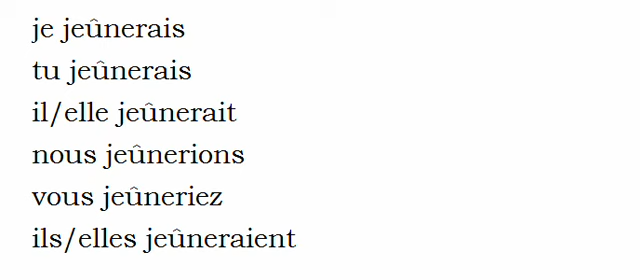 je jeûnerais
tu jeûnerais
il/elle jeûnerait
nous jeûnerions
vous jeûneriez
ils/elles jeûneraient